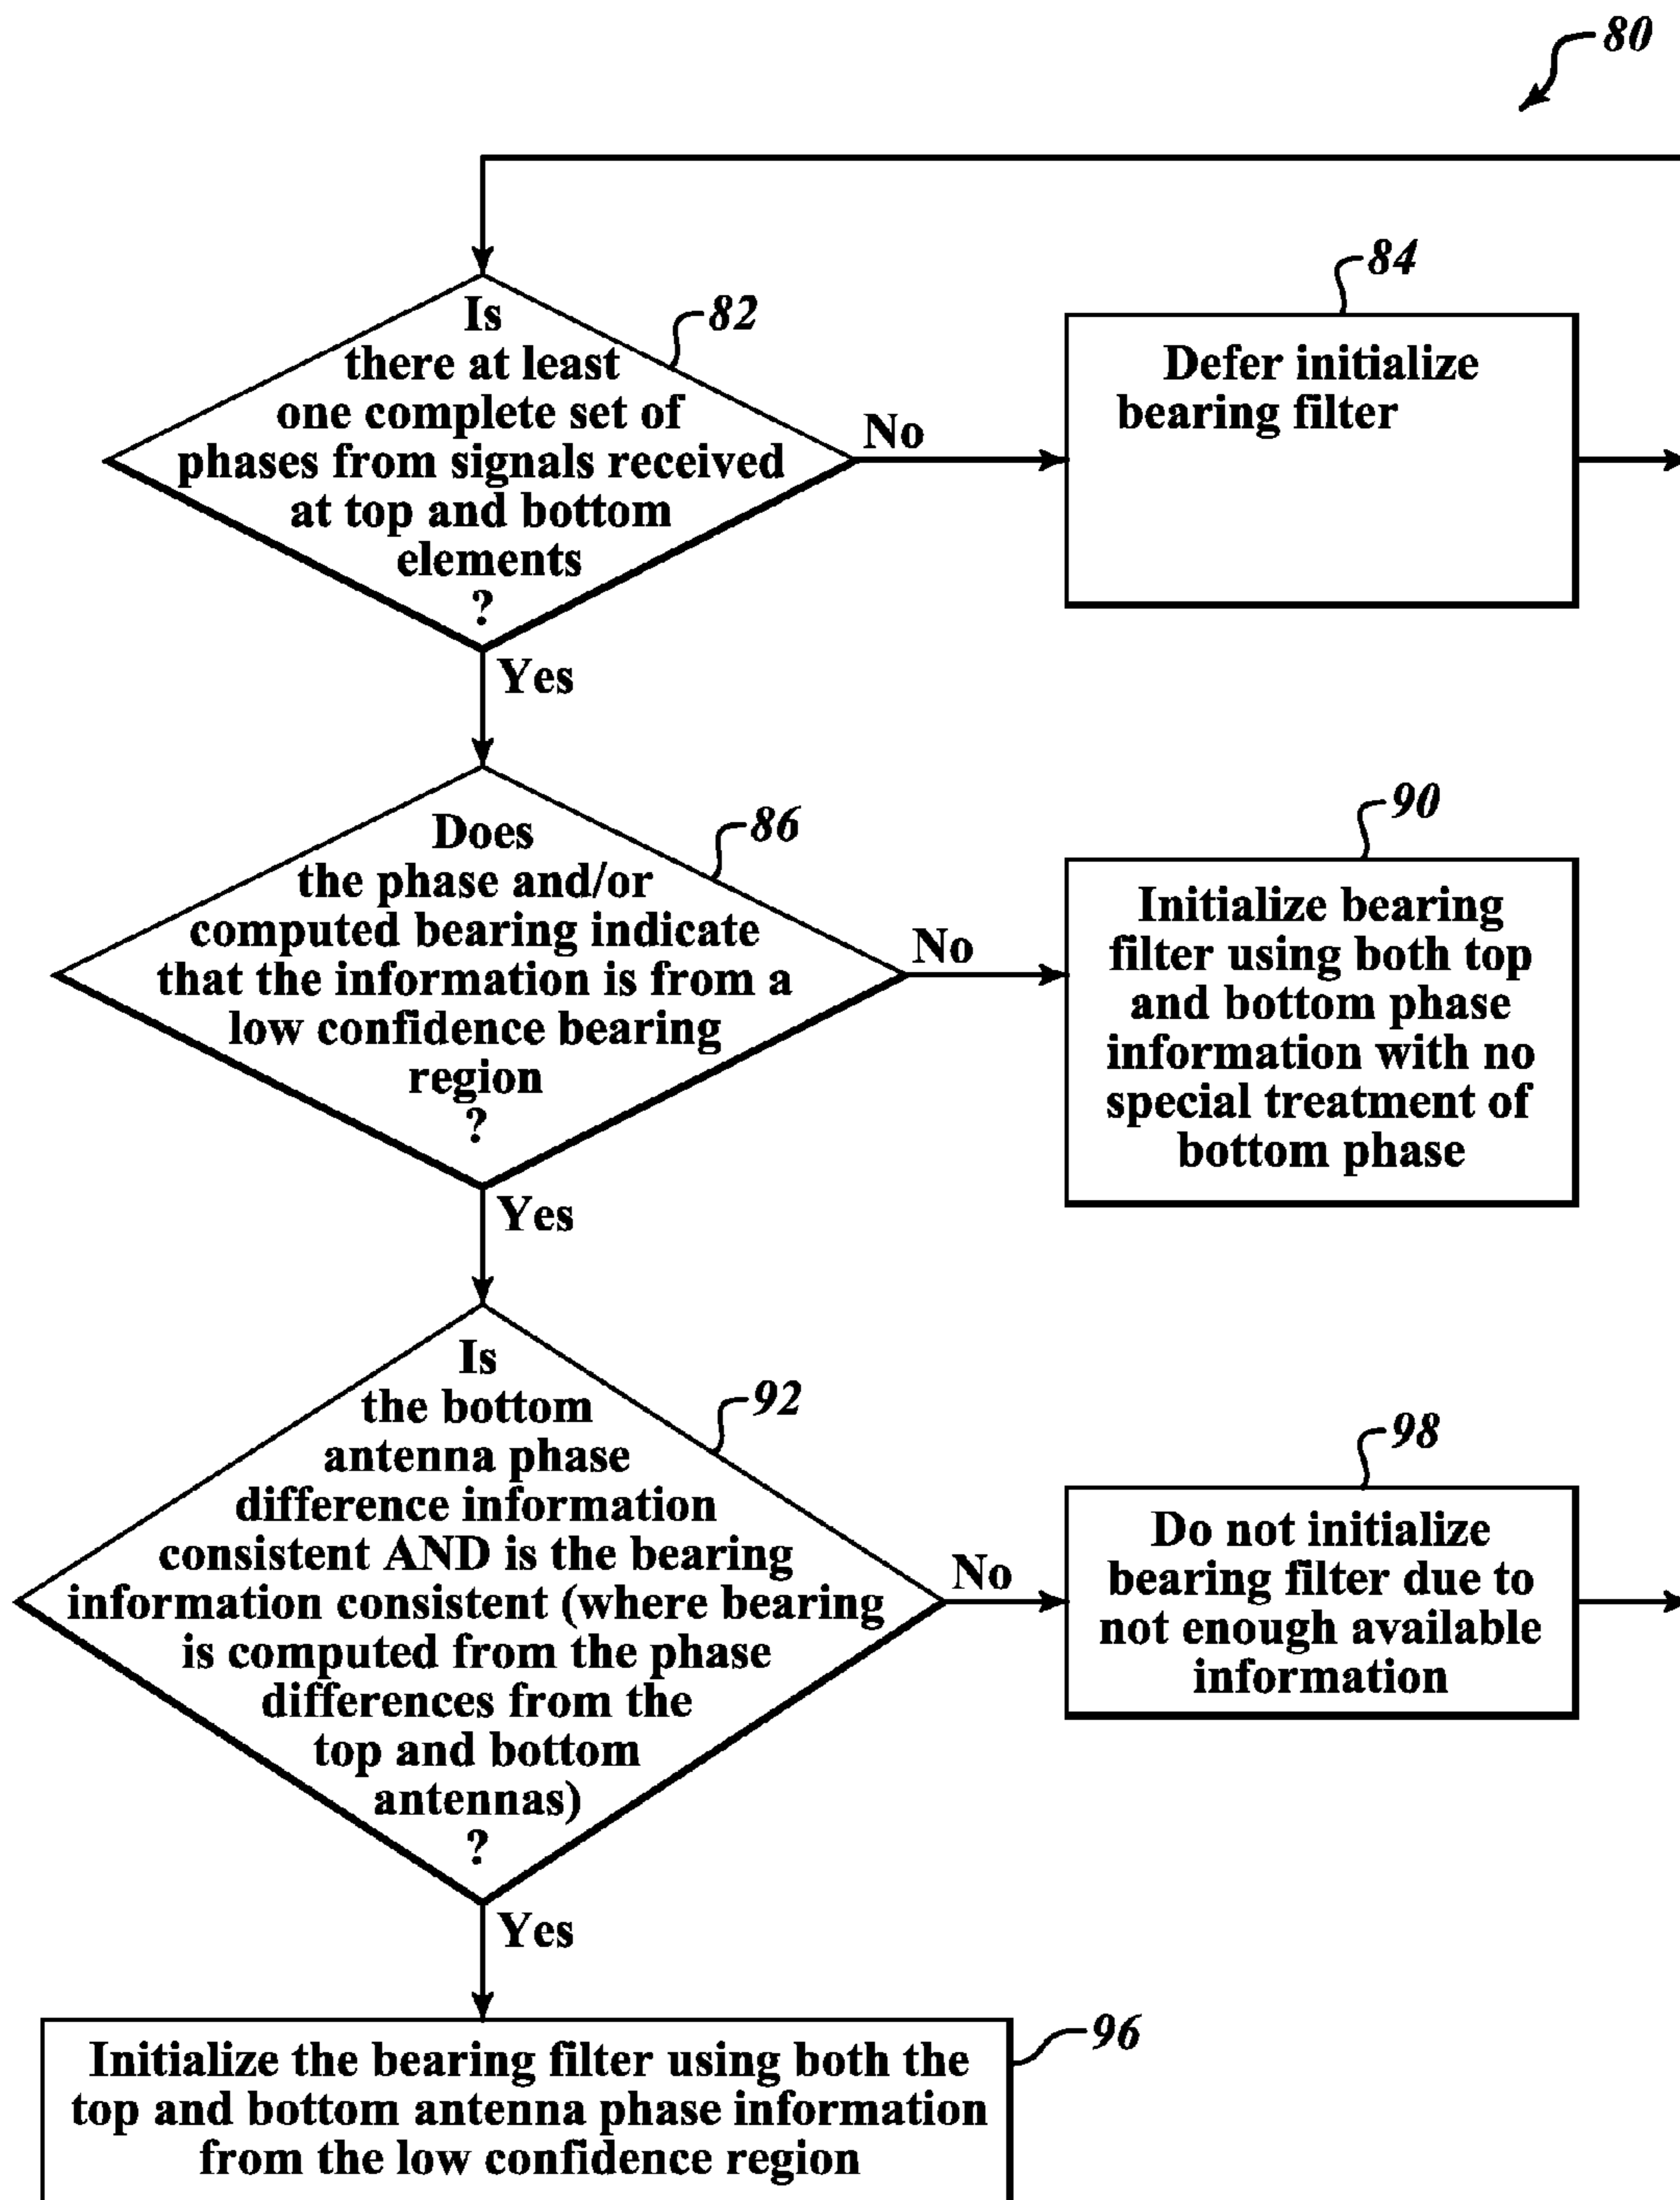 80
Is
there at least
one complete set of
phases from signals received
at top and bottom
elements
?
82
No
84
Defer initialize
bearing filter
Yes
Does
the phase and/or
computed bearing indicate
that the information is from a
low confidence bearing
region
?
86
No
90
Initialize bearing
filter using both top
and bottom phase
information with no
special treatment of
bottom phase
Yes
Is
the bottom
antenna phase
difference information
consistent AND is the bearing
information consistent (where bearing
is computed from the phase
differences from the
top and bottom
antennas)
?
92
No
98
Do not initialize
bearing filter due to
not enough available
information
Yes
96
Initialize the bearing filter using both the
top and bottom antenna phase information
from the low confidence region